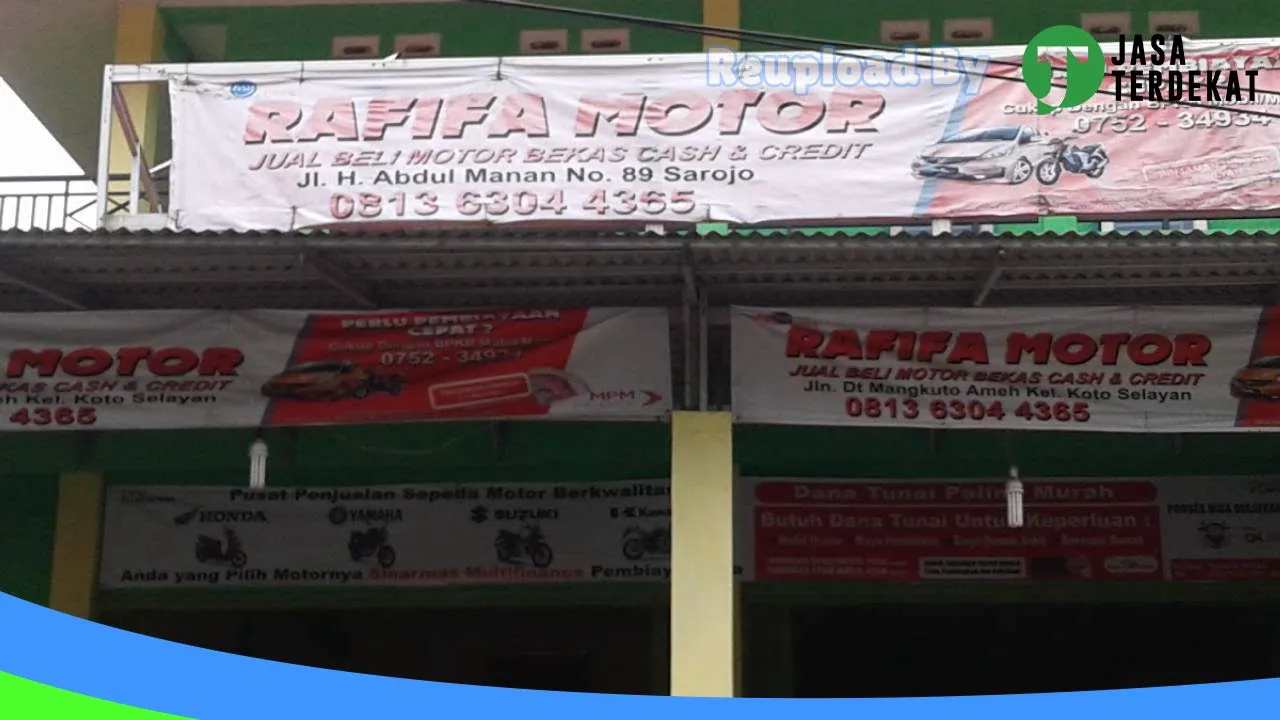 Reupload By
JASA
TERDEKAT
RAFIFA MOTOR
JUAL BELI MOTOR BEKAS CASH & CREDIT
Jl. H. Abdul Manan No. 89 Sarojo
0813 6304 4365
0752 - 34934
MOTOR
KAS CASH & CREDIT
eh Kel. Koto Selayan
4365
PERLU PEMBIAYAAN
CEPAT ?
0752 - 34934
MPM
RAFIFA MOTOR
JUAL BELI MOTOR BEKAS CASH & CREDIT
Jln. Dt Mangkuto Ameh Kel. Koto Selayan
0813 6304 4365
Pusat Penjualan Sepeda Motor Berkwalita
HONDA
YAMAHA
SUZUKI
Anda yang Pilih Motornya Sinarmas Multifinance Pembiay
Dana Tunai Paling Murah
Butuh Dana Tunai Untuk Keperluan :